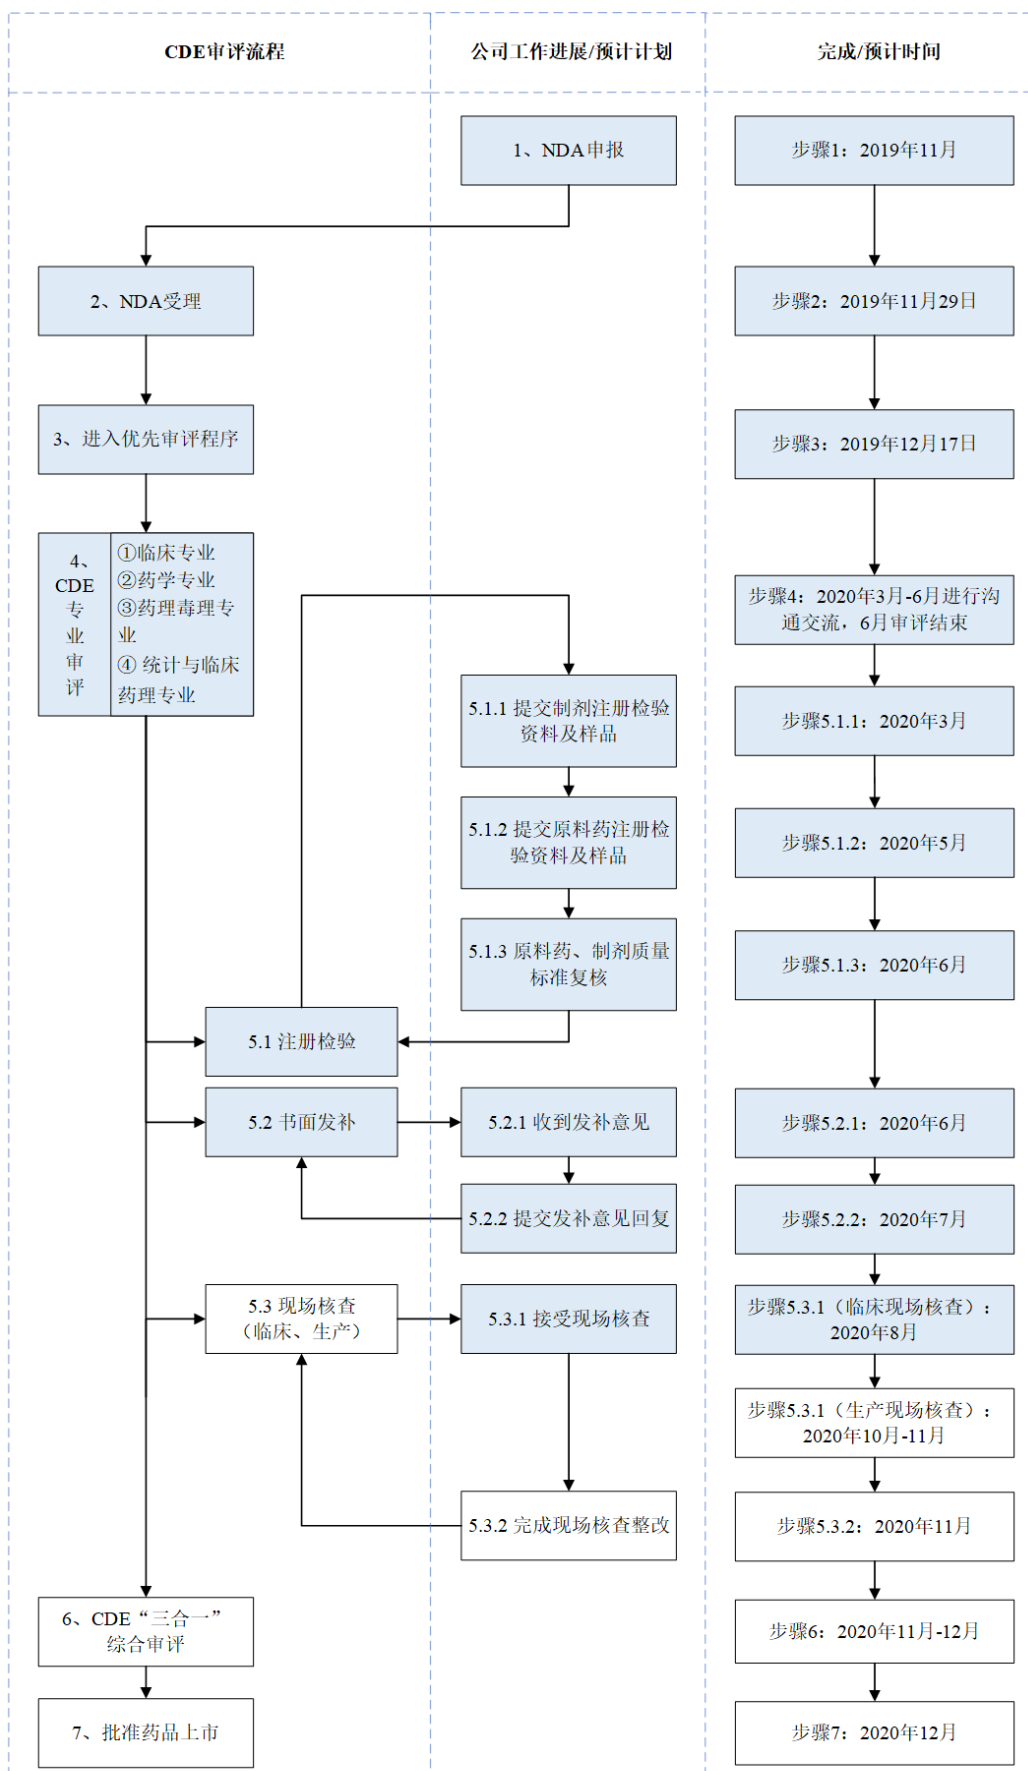 CDE审评流程
公司工作进展/预计计划
完成/预计时间
1、NDA申报
步骤1：2019年11月
2、NDA受理
步骤2：2019年11月29日
3、进入优先审评程序
步骤3：2019年12月17日
4、
CDE
专
业
审
评
①临床专业
②药学专业
③药理毒理专
业
④ 统计与临床
药理专业
步骤4：2020年3月-6月进行沟
通交流，6月审评结束
5.1.1 提交制剂注册检验
资料及样品
步骤5.1.1：2020年3月
5.1.2 提交原料药注册检
验资料及样品
步骤5.1.2：2020年5月
5.1.3 原料药、制剂质量
标准复核
步骤5.1.3：2020年6月
5.1 注册检验
5.2 书面发补
5.2.1 收到发补意见
步骤5.2.1：2020年6月
5.2.2 提交发补意见回复
步骤5.2.2：2020年7月
5.3 现场核查
（临床、生产）
5.3.1 接受现场核查
步骤5.3.1（临床现场核查）：
2020年8月
步骤5.3.1（生产现场核查）：
2020年10月-11月
5.3.2 完成现场核查整改
步骤5.3.2：2020年11月
6、CDE“三合一”
综合审评
步骤6：2020年11月-12月
7、批准药品上市
步骤7：2020年12月